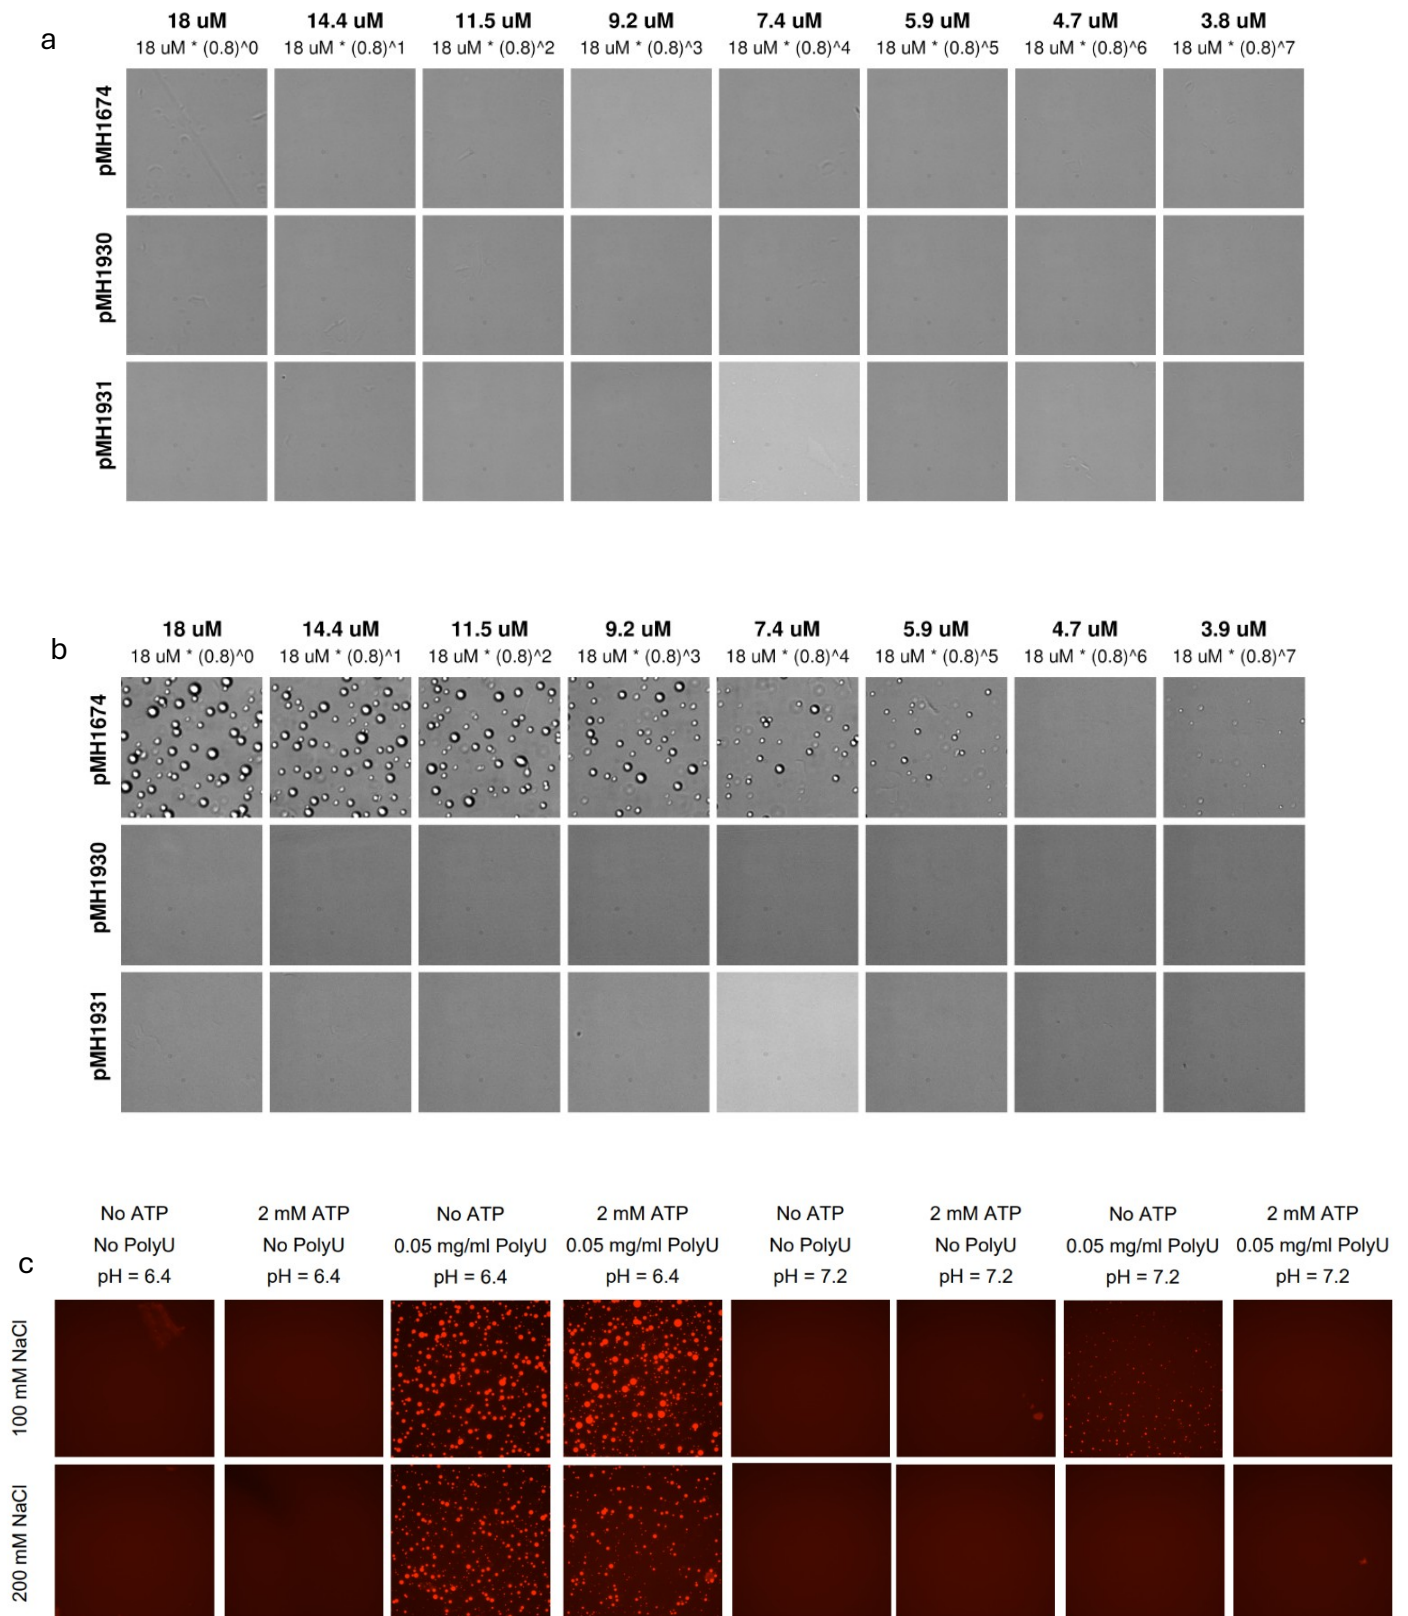 a
18 uM 14.4 uM 11.5 uM 9.2 uM 7.4 uM 5.9 uM 4.7 uM 3.8 uM
18 uM * (0.8)^0 18 uM * (0.8)^1 18 uM * (0.8)^2 18 uM * (0.8)^3 18 uM * (0.8)^4 18 uM * (0.8)^5 18 uM * (0.8)^6 18 uM * (0.8)^7
pMH1674
pMH1930
pMH1931
b
18 uM 14.4 uM 11.5 uM 9.2 uM 7.4 uM 5.9 uM 4.7 uM 3.9 uM
18 uM * (0.8)^0 18 uM * (0.8)^1 18 uM * (0.8)^2 18 uM * (0.8)^3 18 uM * (0.8)^4 18 uM * (0.8)^5 18 uM * (0.8)^6 18 uM * (0.8)^7
pMH1674
pMH1930
pMH1931
c
No ATP 2 mM ATP No ATP 2 mM ATP No ATP 2 mM ATP No ATP 2 mM ATP
No PolyU No PolyU 0.05 mg/ml PolyU 0.05 mg/ml PolyU No PolyU No PolyU 0.05 mg/ml PolyU 0.05 mg/ml PolyU
pH = 6.4 pH = 6.4 pH = 6.4 pH = 6.4 pH = 7.2 pH = 7.2 pH = 7.2 pH = 7.2
100 mM NaCl
200 mM NaCl